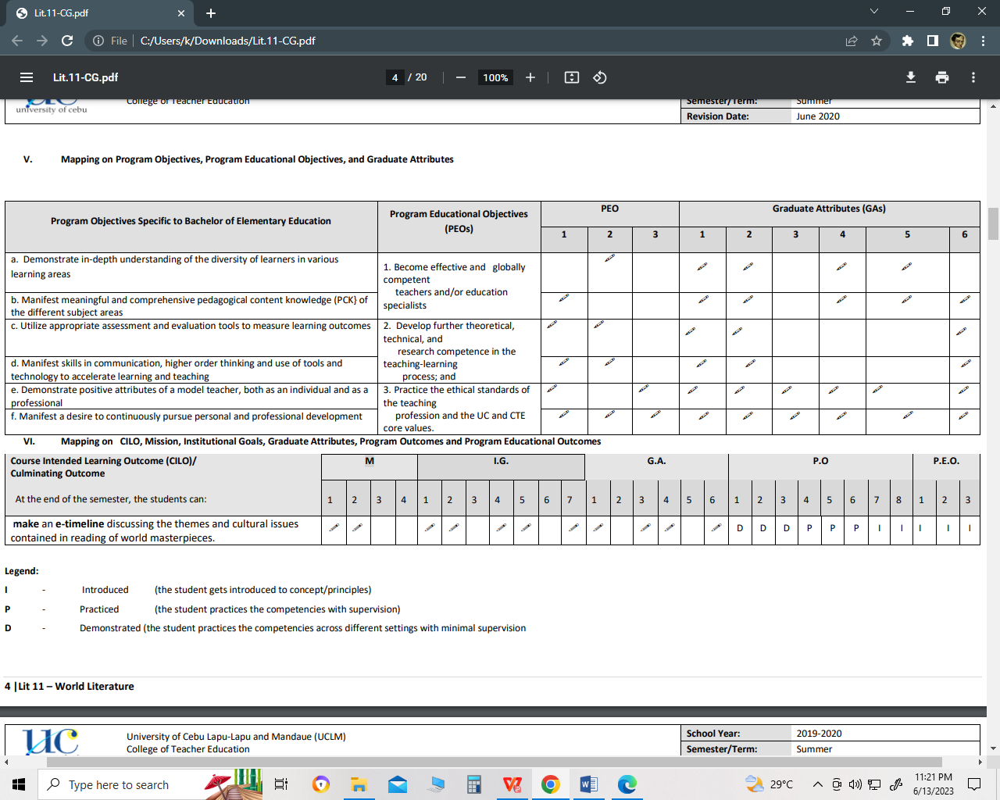 Lit.11-CG.pdf
File C:/Users/k/Downloads/Lit.11-CG.pdf
Lit.11-CG.pdf
4 / 20
100%
university of cebu
College of Teacher Education
Semester/Term: Summer
Revision Date: June 2020
V. Mapping on Program Objectives, Program Educational Objectives, and Graduate Attributes
Program Objectives Specific to Bachelor of Elementary Education
Program Educational Objectives
(PEOs)
PEO
Graduate Attributes (GAs)
1 2 3 1 2 3 4 5 6
a. Demonstrate in-depth understanding of the diversity of learners in various
learning areas
b. Manifest meaningful and comprehensive pedagogical content knowledge (PCK} of
the different subject areas
1. Become effective and globally
competent
teachers and/or education
specialists
c. Utilize appropriate assessment and evaluation tools to measure learning outcomes
d. Manifest skills in communication, higher order thinking and use of tools and
technology to accelerate learning and teaching
2. Develop further theoretical,
technical, and
research competence in the
teaching-learning
process; and
e. Demonstrate positive attributes of a model teacher, both as an individual and as a
professional
f. Manifest a desire to continuously pursue personal and professional development
3. Practice the ethical standards of
the teaching
profession and the UC and CTE
core values.
VI. Mapping on CILO, Mission, Institutional Goals, Graduate Attributes, Program Outcomes and Program Educational Outcomes
Course Intended Learning Outcome (CILO)/
Culminating Outcome
M I.G. G.A. P.O P.E.O.
At the end of the semester, the students can:
1 2 3 4 1 2 3 4 5 6 7 1 2 3 4 5 6 1 2 3 4 5 6 7 8 1 2 3
make an e-timeline discussing the themes and cultural issues
contained in reading of world masterpieces.
D D D P P P I I I I I
Legend:
I - Introduced (the student gets introduced to concept/principles)
P - Practiced (the student practices the competencies with supervision)
D - Demonstrated (the student practices the competencies across different settings with minimal supervision
4 |Lit 11 – World Literature
UC
University of Cebu Lapu-Lapu and Mandaue (UCLM)
College of Teacher Education
School Year: 2019-2020
Semester/Term: Summer
Type here to search
29°C
11:21 PM
6/13/2023